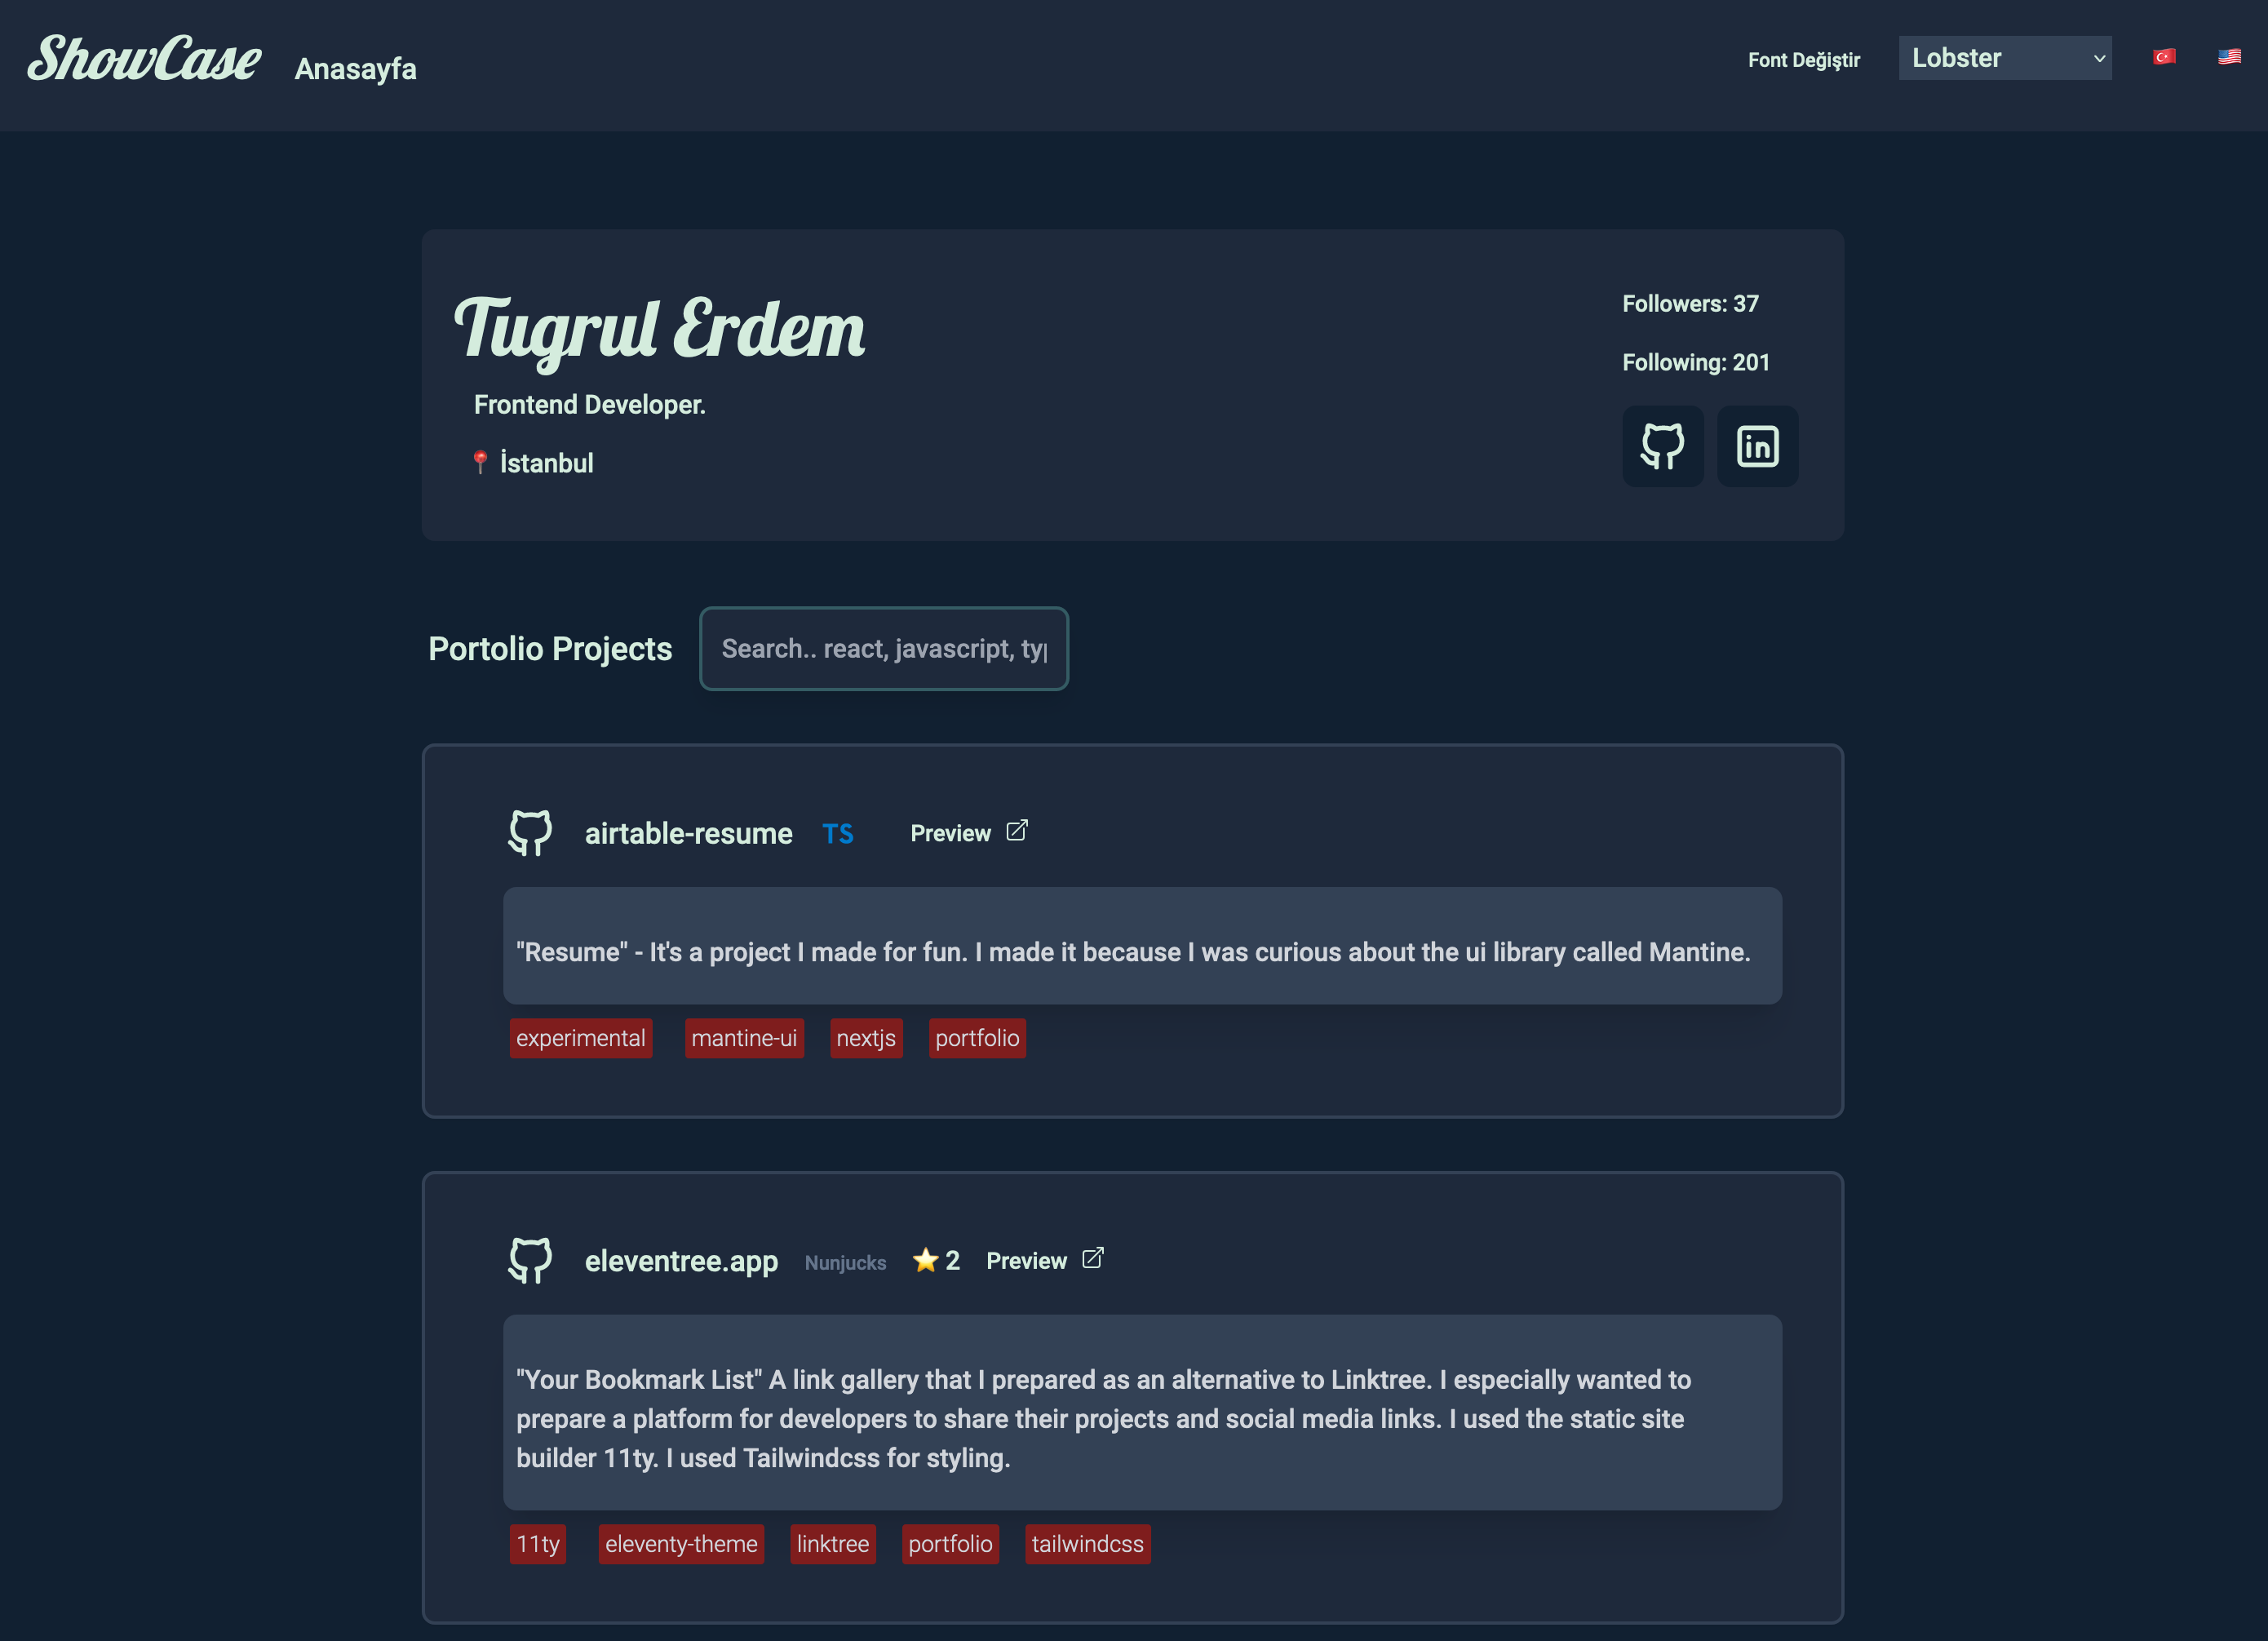 ShowCase Anasayfa Font Değiştir Lobster
Tugrul Erdem
Frontend Developer.
İstanbul
Followers: 37
Following: 201
in
Portolio Projects Search.. react, javascript, typ
airtable-resume TS Preview
"Resume" - It's a project I made for fun. I made it because I was curious about the ui library called Mantine.
experimental mantine-ui nextjs portfolio
eleventree.app Nunjucks 2 Preview
"Your Bookmark List" A link gallery that I prepared as an alternative to Linktree. I especially wanted to
prepare a platform for developers to share their projects and social media links. I used the static site
builder 11ty. I used Tailwindcss for styling.
11ty eleventy-theme linktree portfolio tailwindcss